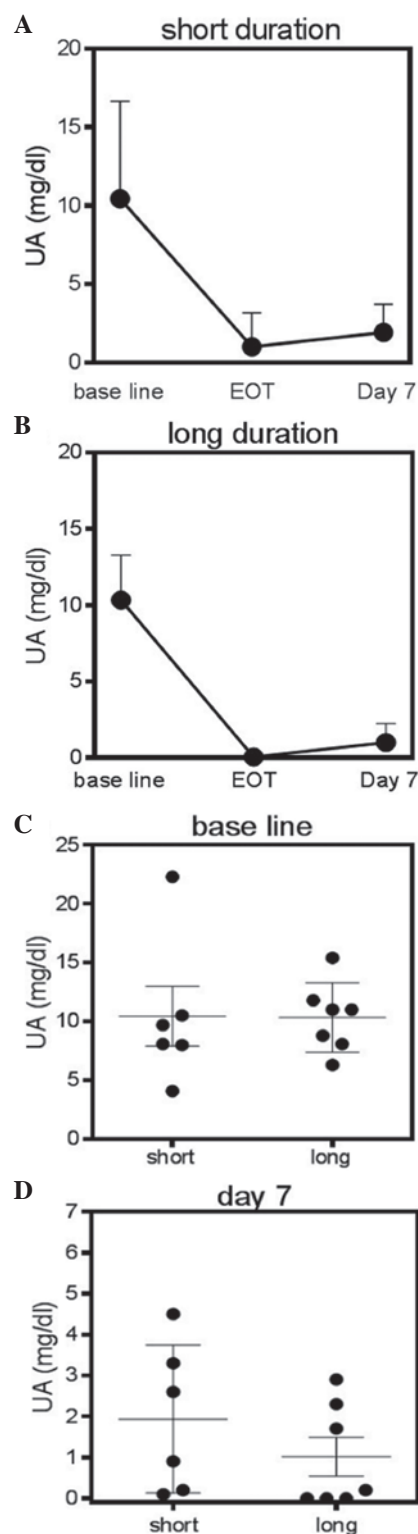 A
short duration
UA (mg/dl)
20
15
10
5
0
base line EOT Day 7
B
long duration
UA (mg/dl)
20
15
10
5
0
base line EOT Day 7
C
base line
UA (mg/dl)
25
20
15
10
5
0
short long
D
day 7
UA (mg/dl)
7
6
5
4
3
2
1
0
short long